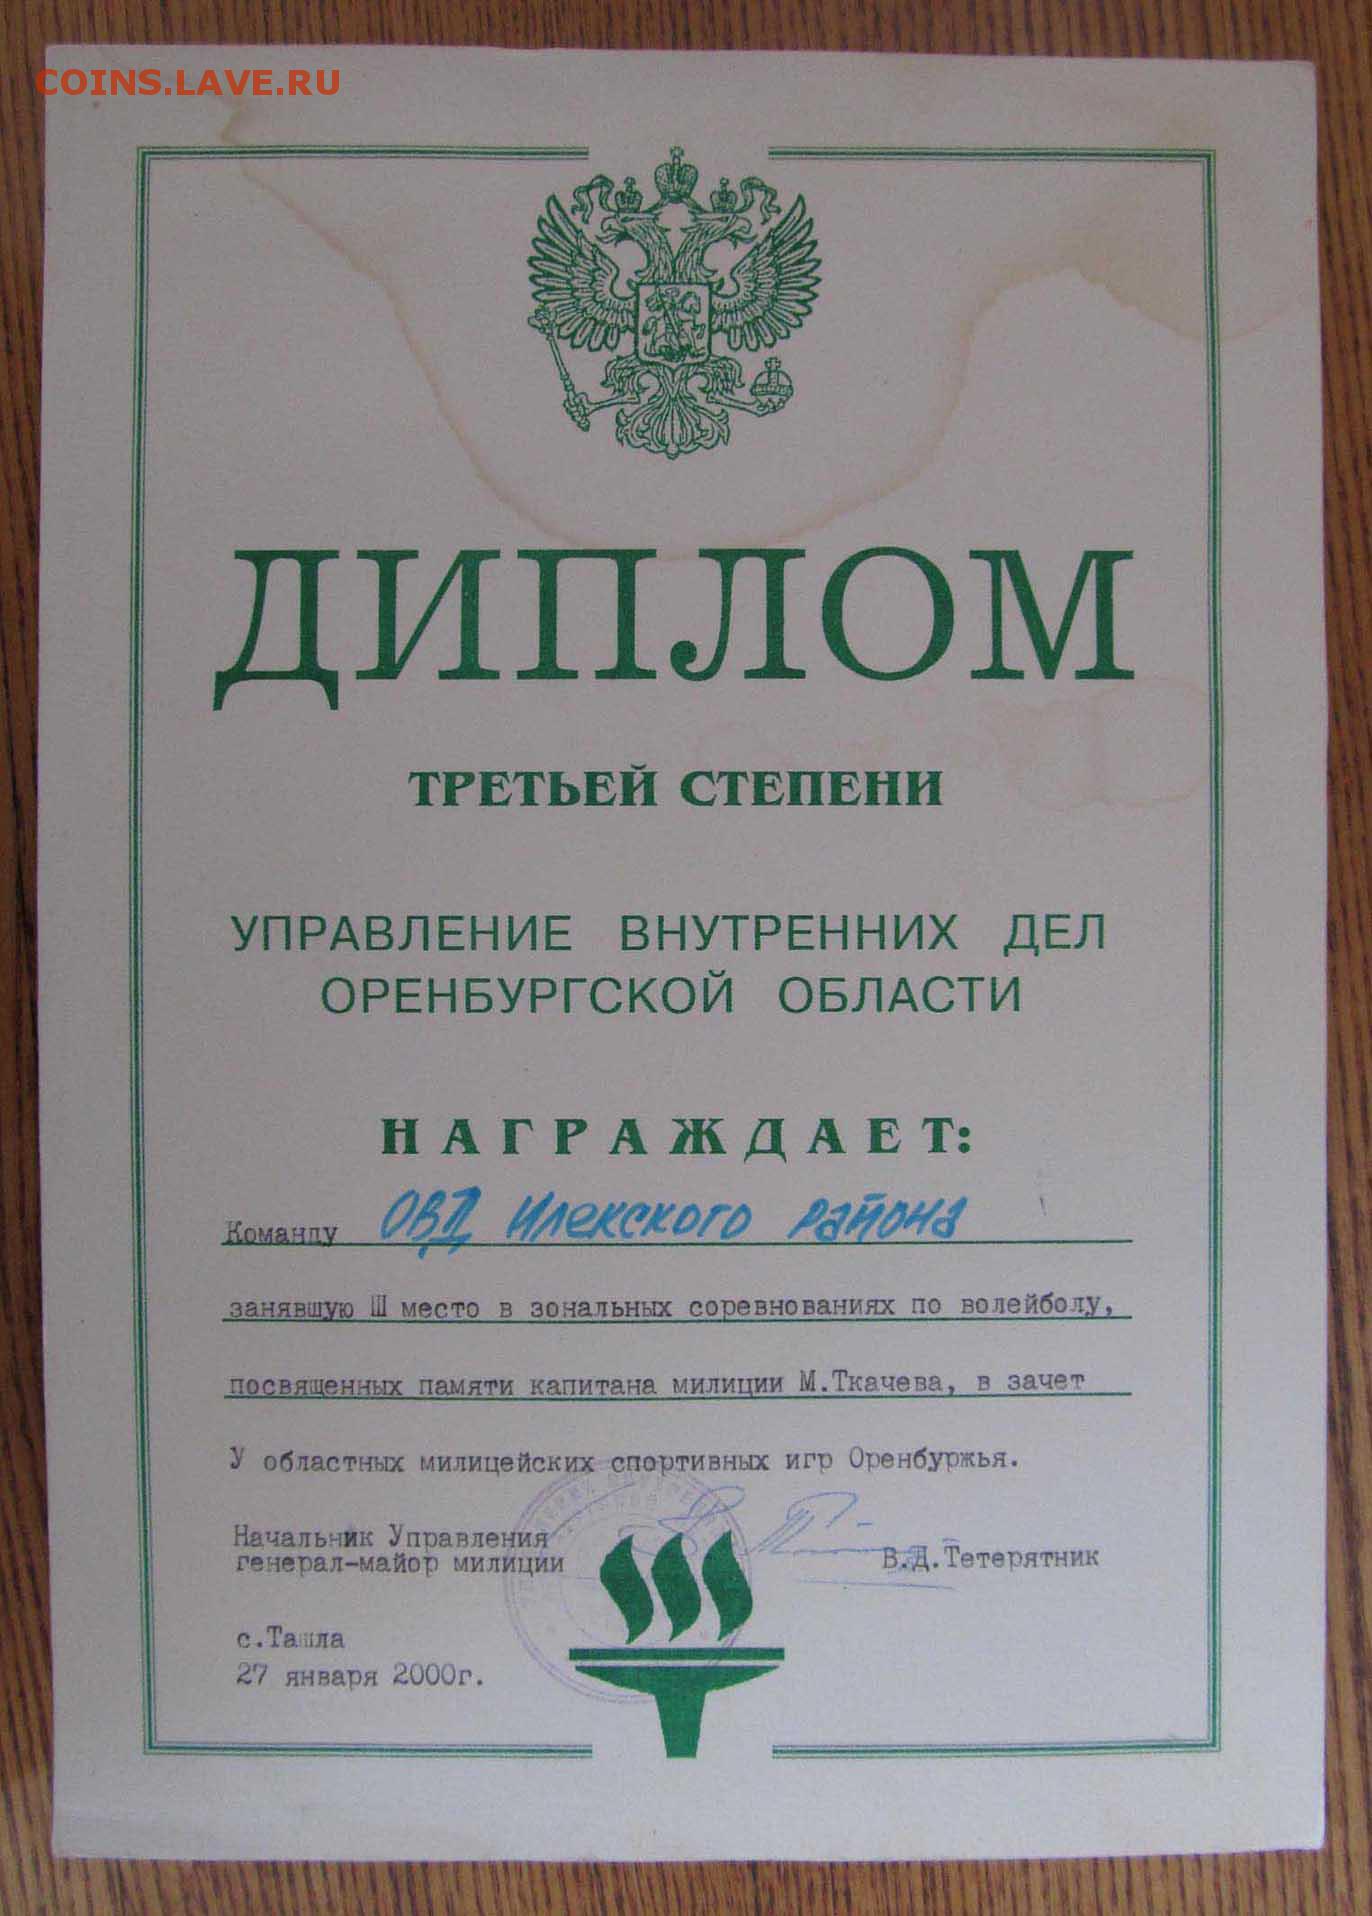 COINS.LAVE.RU
ДИПЛОМ
ТРЕТЬЕЙ СТЕПЕНИ
УПРАВЛЕНИЕ ВНУТРЕННИХ ДЕЛ
ОРЕНБУРГСКОЙ ОБЛАСТИ
НАГРАЖДАЕТ:
Команду ОВД Илекского района
занявшую Ш место в зональных соревнованиях по волейболу,
посвященных памяти капитана милиции М.Ткачева, в зачет
У областных милицейских спортивных игр Оренбуржья.
Начальник Управления
генерал-майор милиции В.Д.Тетерятник
с.Ташла
27 января 2000г.